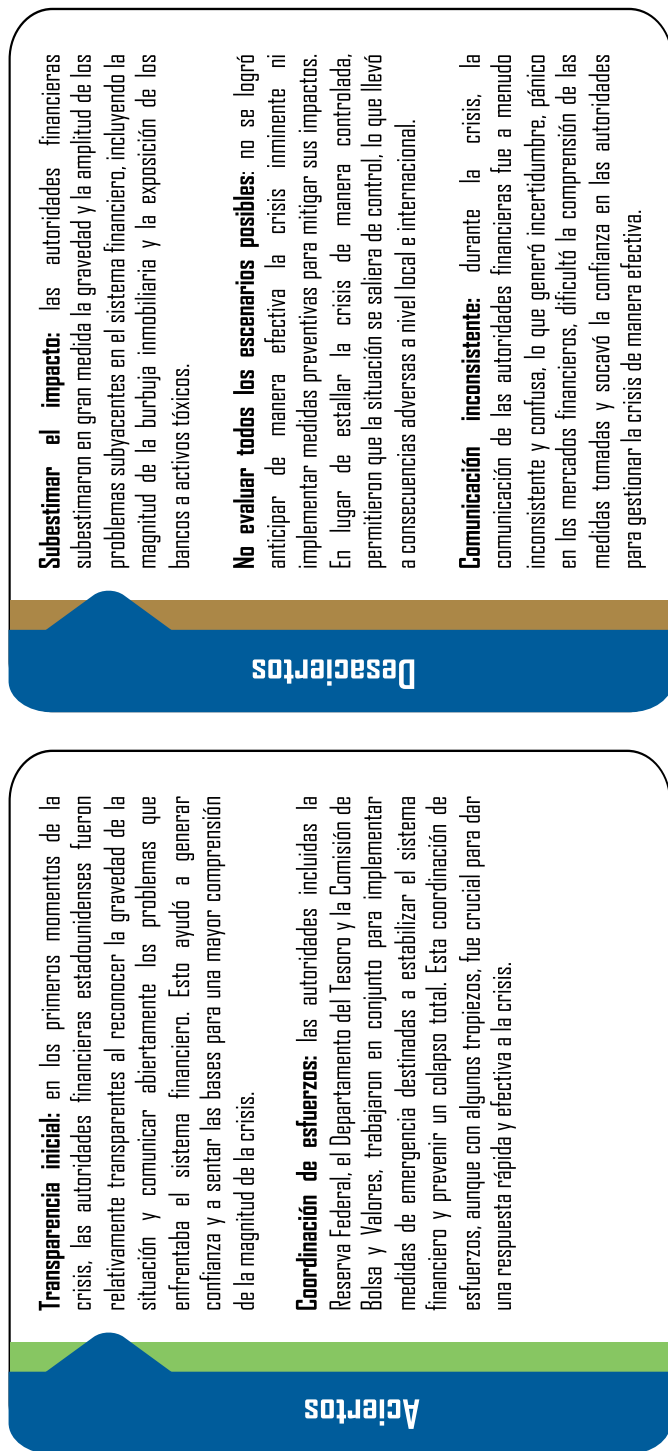 Aciertos
Transparencia inicial: en los primeros momentos de la
crisis, las autoridades financieras estadounidenses fueron
relativamente transparentes al reconocer la gravedad de la
situación y comunicar abiertamente los problemas que
enfrentaba el sistema financiero. Esto ayudó a generar
confianza y a sentar las bases para una mayor comprensión
de la magnitud de la crisis.
Coordinación de esfuerzos: las autoridades incluidas la
Reserva Federal, el Departamento del Tesoro y la Comisión de
Bolsa y Valores, trabajaron en conjunto para implementar
medidas de emergencia destinadas a estabilizar el sistema
financiero y prevenir un colapso total. Esta coordinación de
esfuerzos, aunque con algunos tropiezos, fue crucial para dar
una respuesta rápida y efectiva a la crisis.
Desaciertos
Subestimar el impacto: las autoridades financieras
subestimaron en gran medida la gravedad y la amplitud de los
problemas subyacentes en el sistema financiero, incluyendo la
magnitud de la burbuja inmobiliaria y la exposición de los
bancos a activos tóxicos.
No evaluar todos los escenarios posibles: no se logró
anticipar de manera efectiva la crisis inminente ni
implementar medidas preventivas para mitigar sus impactos.
En lugar de estallar la crisis de manera controlada,
permitieron que la situación se saliera de control, lo que llevó
a consecuencias adversas a nivel local e internacional.
Comunicación inconsistente: durante la crisis, la
comunicación de las autoridades financieras fue a menudo
inconsistente y confusa, lo que generó incertidumbre, pánico
en los mercados financieros, dificultó la comprensión de las
medidas tomadas y socavó la confianza en las autoridades
para gestionar la crisis de manera efectiva.